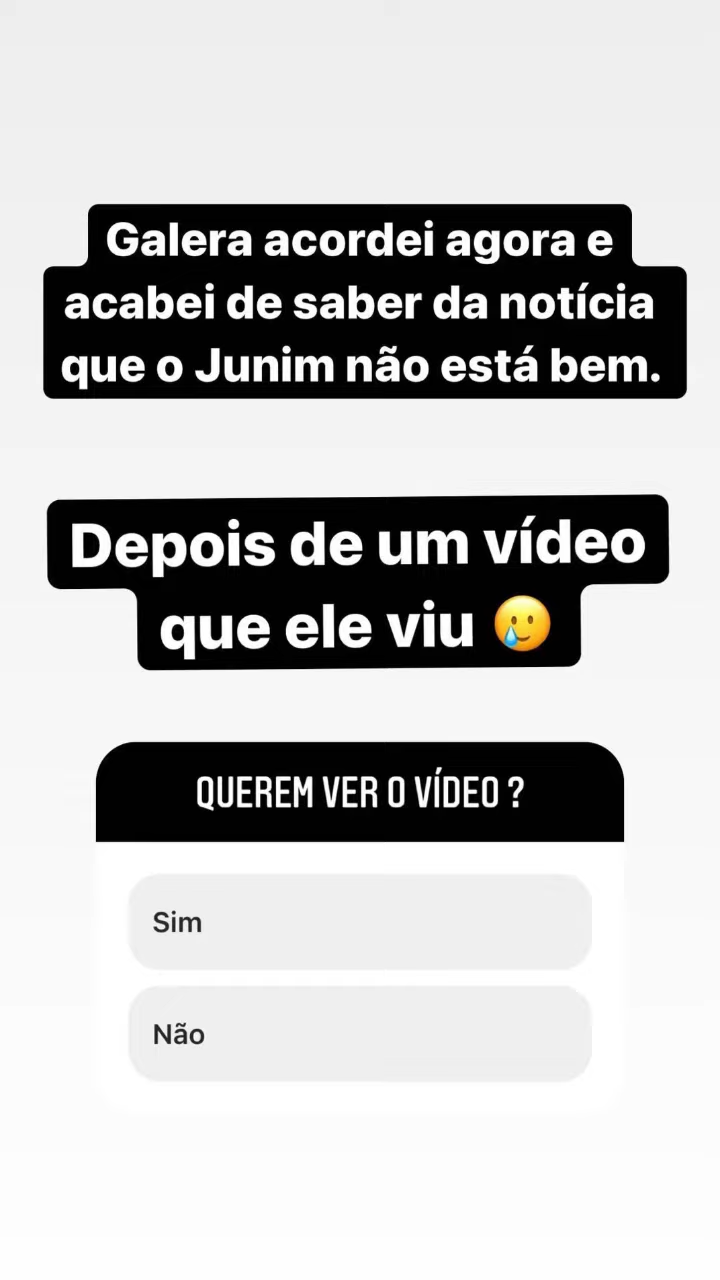 Galera acordei agora e
acabei de saber da notícia
que o Junim não está bem.
Depois de um vídeo
que ele viu 🥲
QUEREM VER O VÍDEO ?
Sim
Não